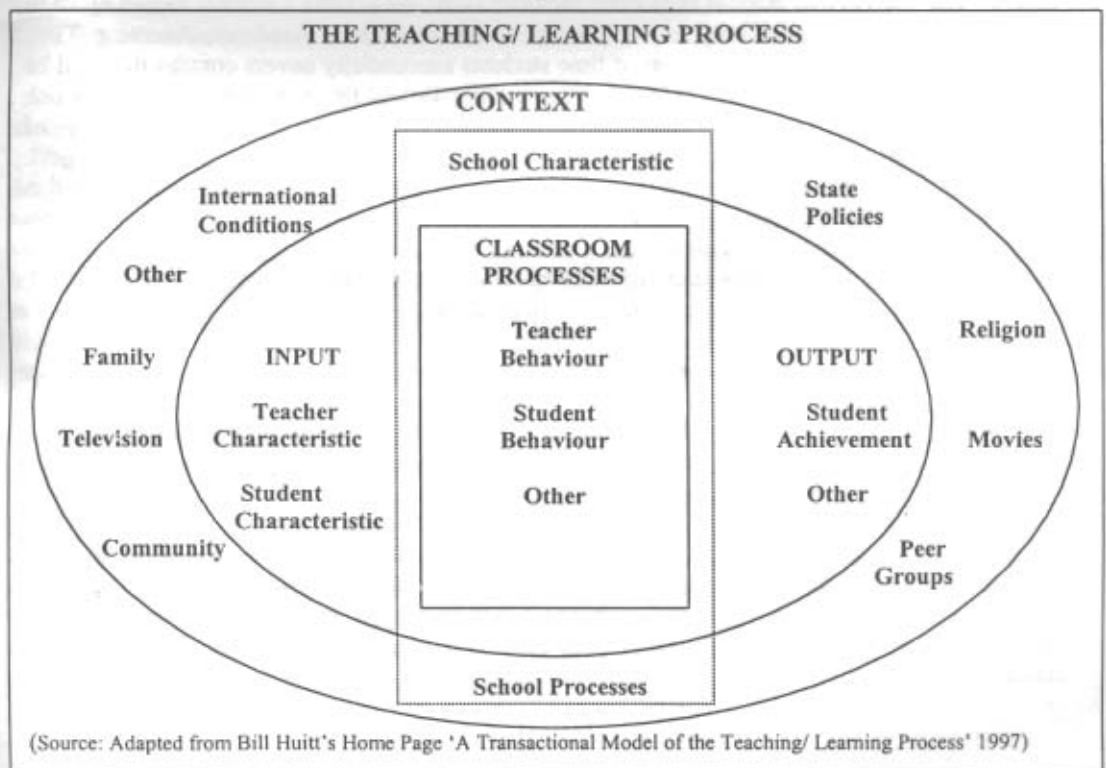 THE TEACHING/ LEARNING PROCESS
CONTEXT
School Characteristic
International
Conditions
State
Policies
Other
CLASSROOM
PROCESSES
Religion
Family
INPUT
Teacher
Behaviour
OUTPUT
Television
Teacher
Characteristic
Student
Behaviour
Student
Achievement
Movies
Student
Characteristic
Other
Other
Community
Peer
Groups
School Processes
(Source: Adapted from Bill Huitt's Home Page 'A Transactional Model of the Teaching/ Learning Process' 1997)